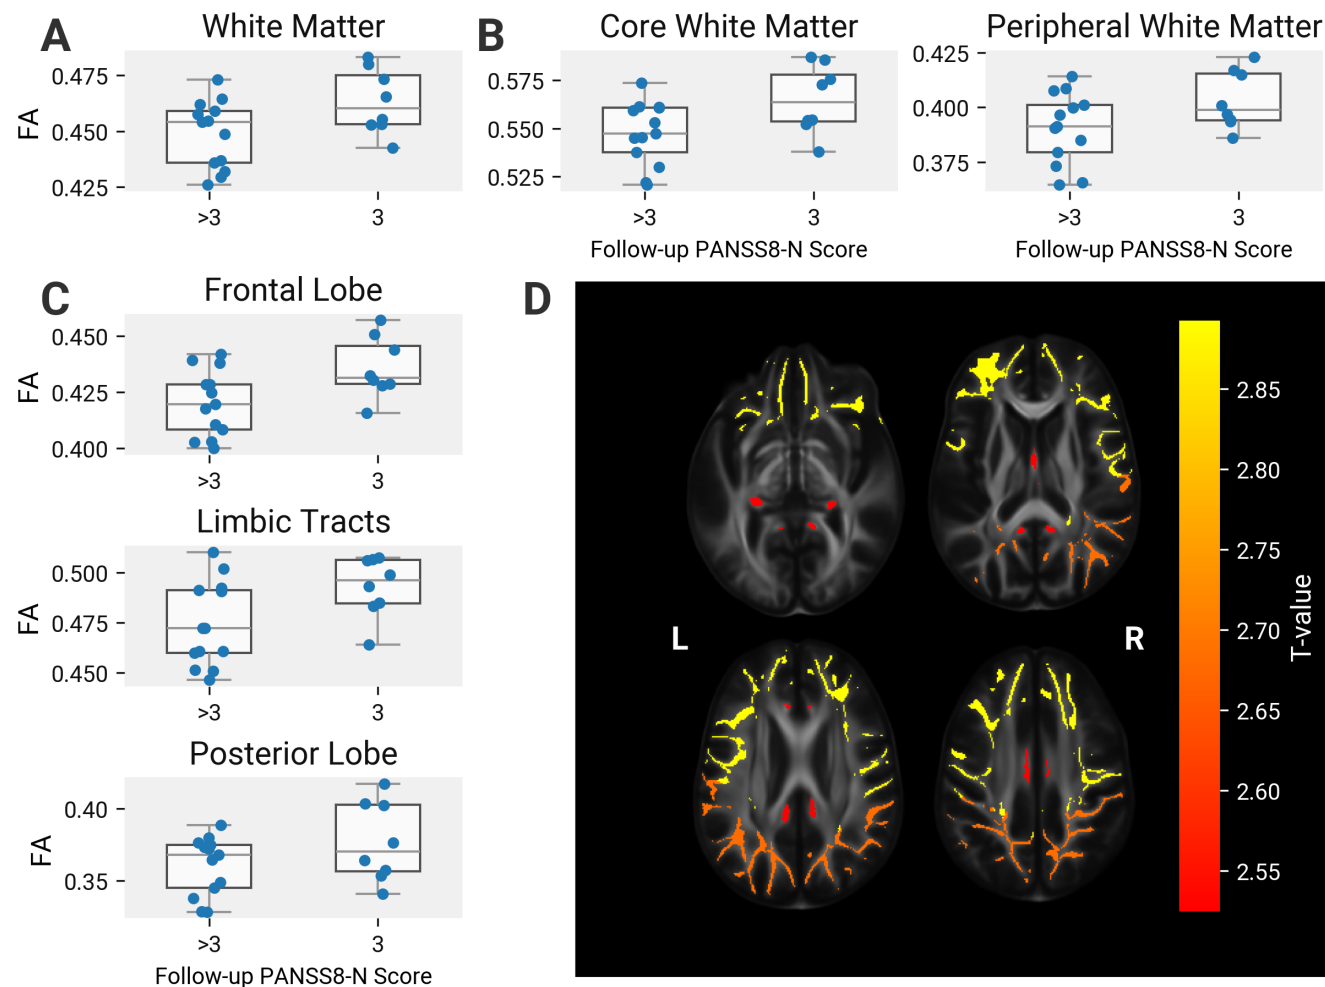 A
White Matter
0.475
0.450
0.425
FA
>3
3
B
Core White Matter
0.575
0.550
0.525
>3
3
Follow-up PANSS8-N Score
Peripheral White Matter
0.425
0.400
0.375
>3
3
Follow-up PANSS8-N Score
C
Frontal Lobe
0.450
0.425
0.400
FA
>3
3
Limbic Tracts
0.500
0.475
0.450
FA
>3
3
Posterior Lobe
0.40
0.35
FA
>3
3
Follow-up PANSS8-N Score
D
L
R
2.85
2.80
2.75
2.70
2.65
2.60
2.55
T-value